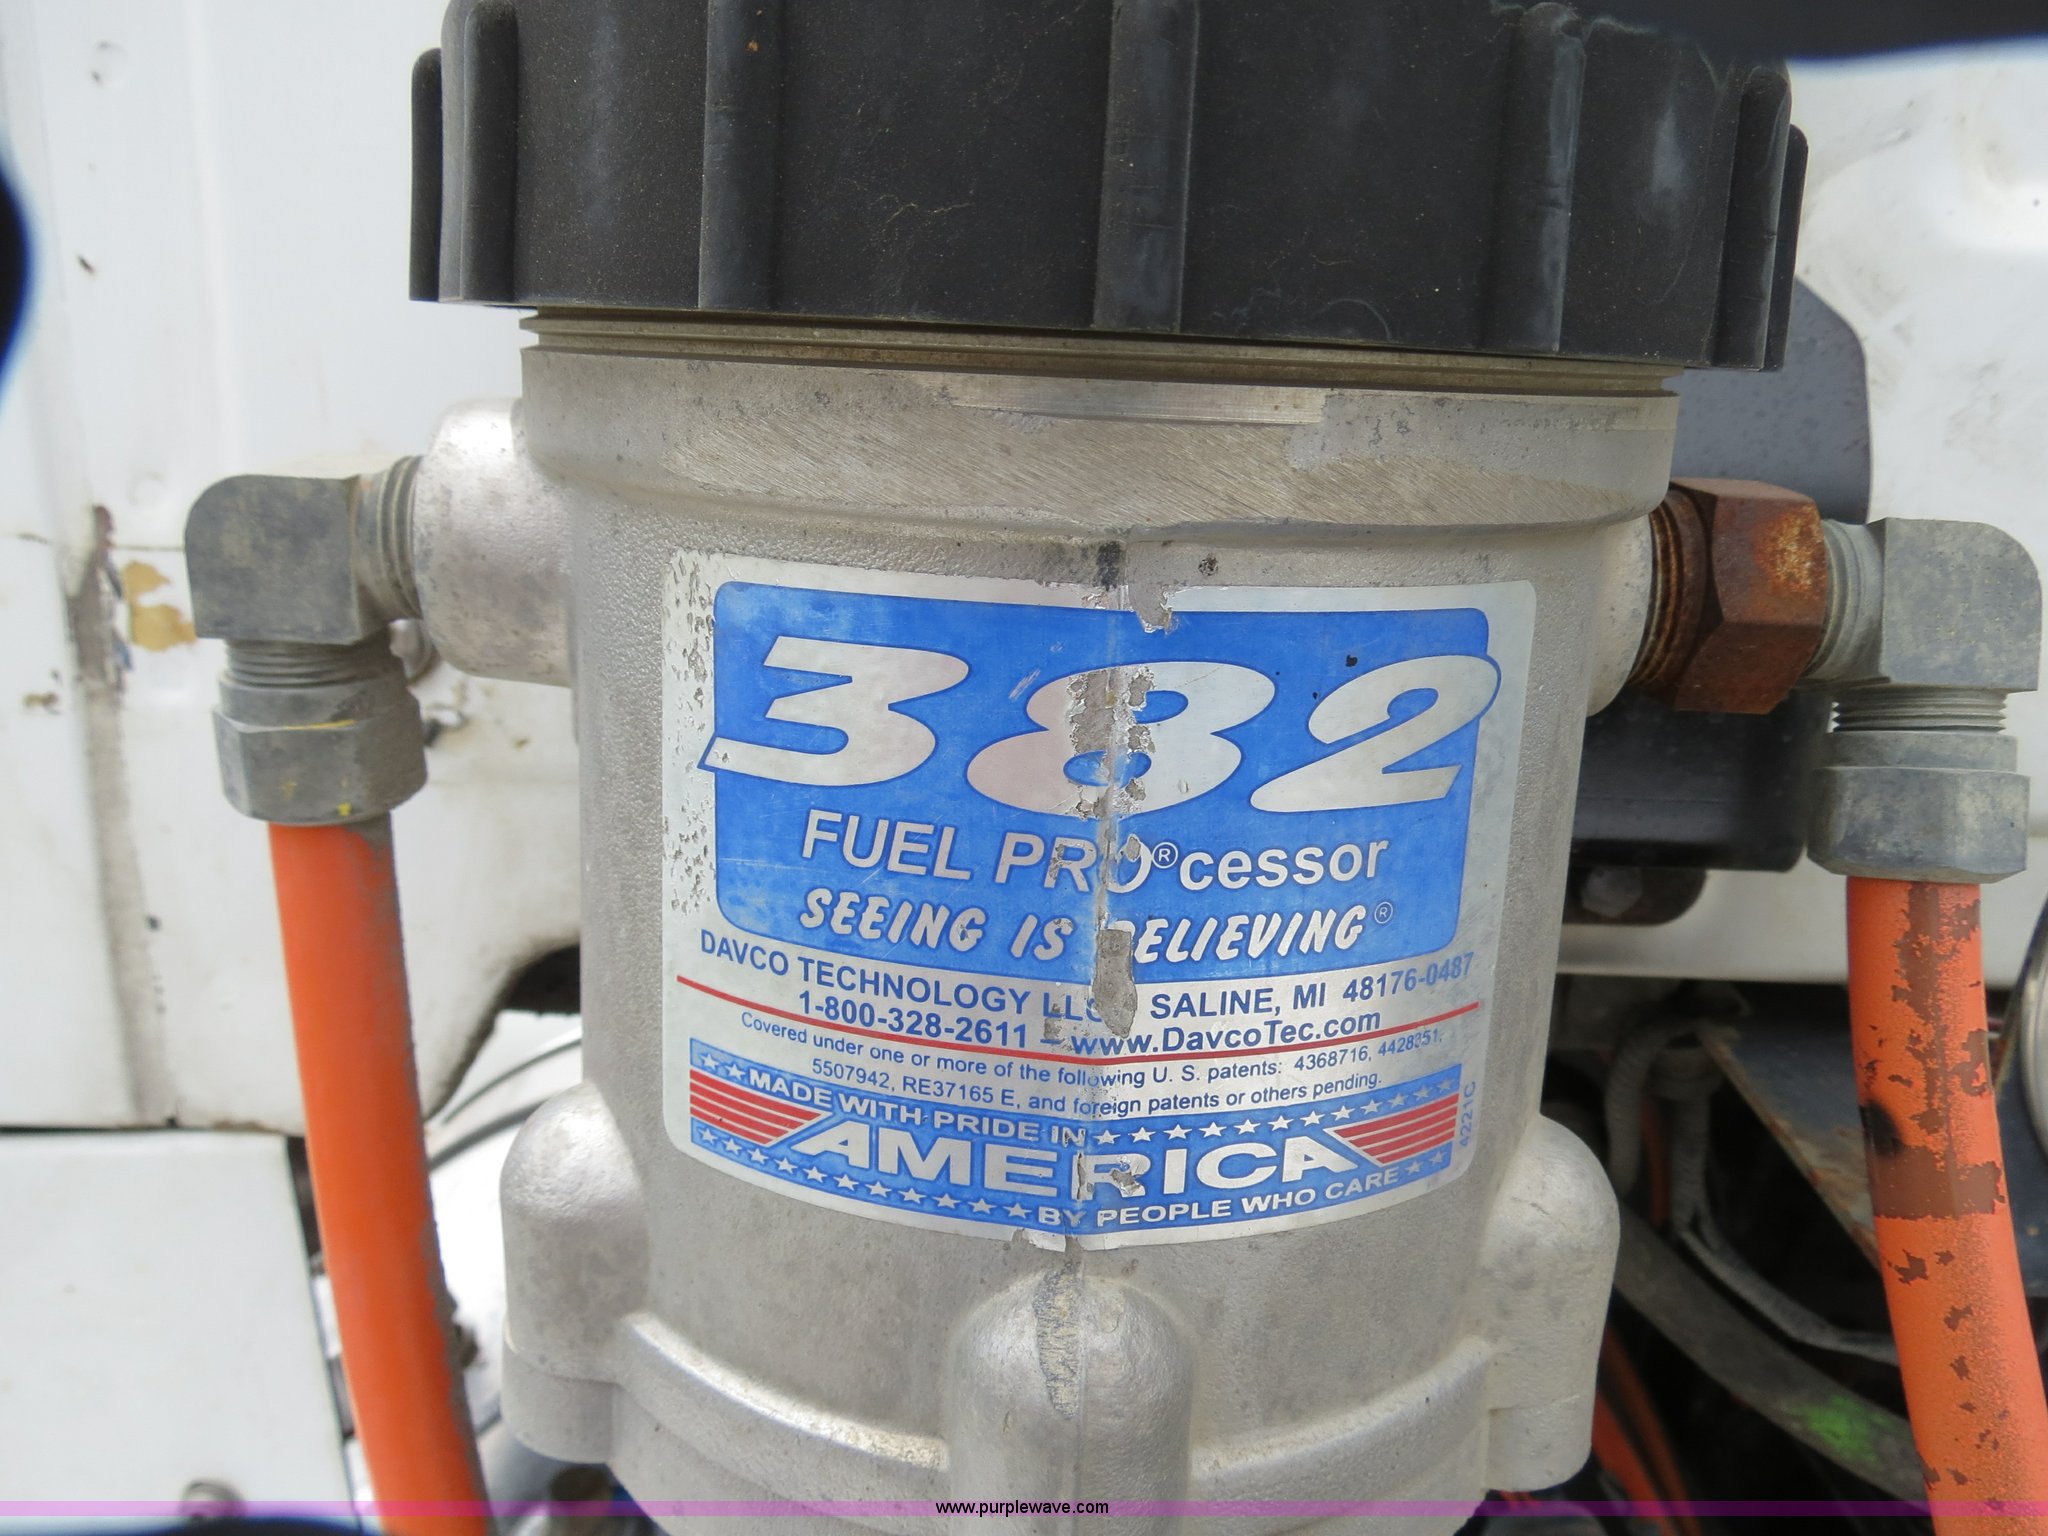 382
FUEL PRO®cessor
SEEING IS BELIEVING®
DAVCO TECHNOLOGY LLC SALINE, MI 48176-0487
1-800-328-2611 – www.DavcoTec.com
Covered under one or more of the following U. S. patents: 4368716, 4428351,
5507942, RE37165 E, and foreign patents or others pending.
MADE WITH PRIDE IN
AMERICA
BY PEOPLE WHO CARE
4221C
www.purplewave.com